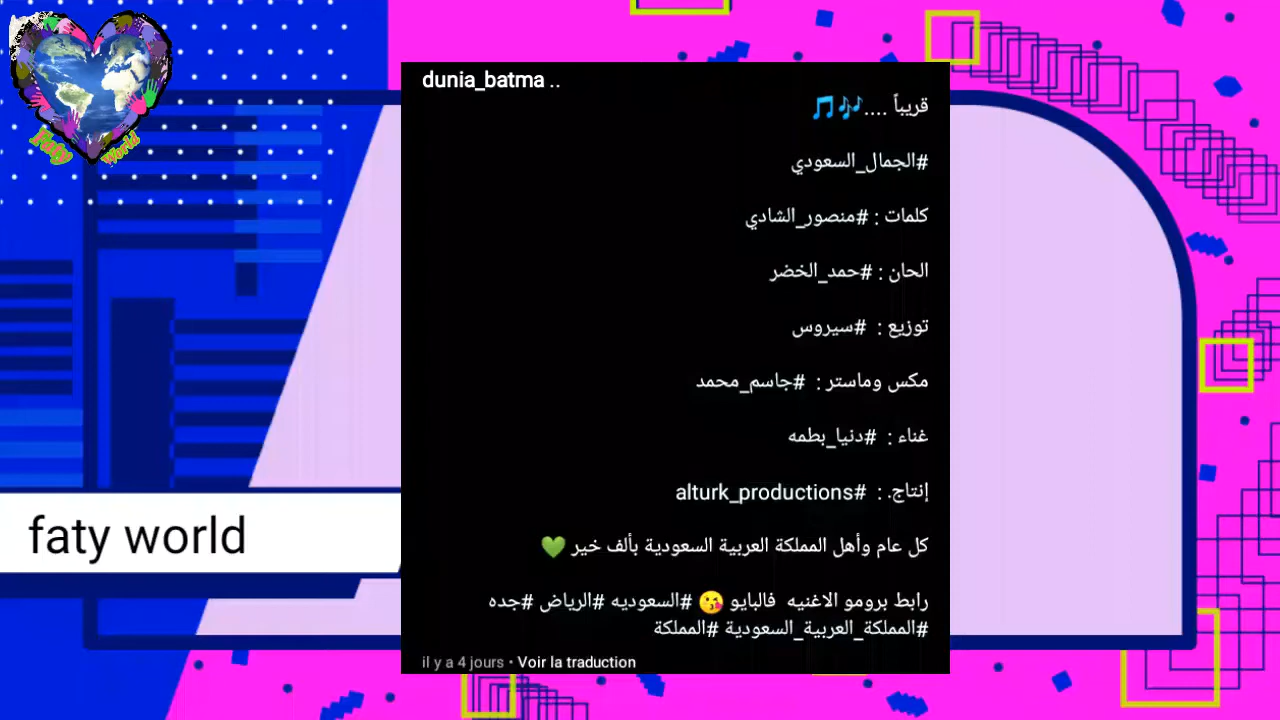 Faty World
dunia_batma ..
قريباً ....🎶🎵
#الجمال_السعودي
كلمات : #منصور_الشادي
الحان : #حمد_الخضر
توزيع : #سيروس
مكس وماستر : #جاسم_محمد
غناء : #دنيا_بطمه
إنتاج. : #alturk_productions
كل عام وأهل المملكة العربية السعودية بألف خير 💚
رابط برومو الاغنيه فالبايو 😘 #السعوديه #الرياض #جده
#المملكة_العربية_السعودية #المملكة
il y a 4 jours • Voir la traduction
faty world